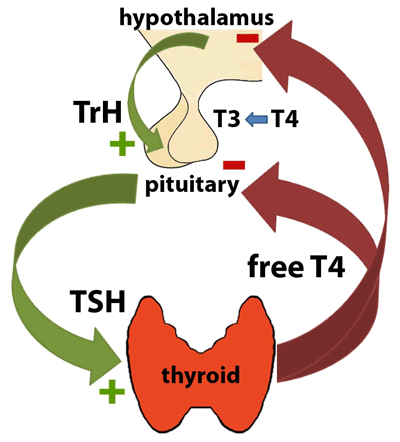 hypothalamus
TrH
T3 T4
+
pituitary
free T4
TSH
thyroid
+